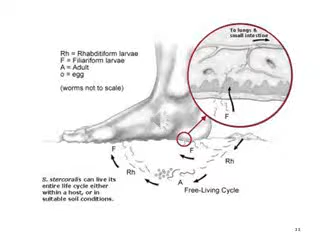 To lungs &
small intestine
Rh = Rhabditiform larvae
F = Filariform larvae
A = Adult
o = egg
(worms not to scale)
F
F
F
Rh
Rh
A
S. stercoralis can live its
entire life cycle either
within a host, or in
suitable soil conditions.
Free-Living Cycle